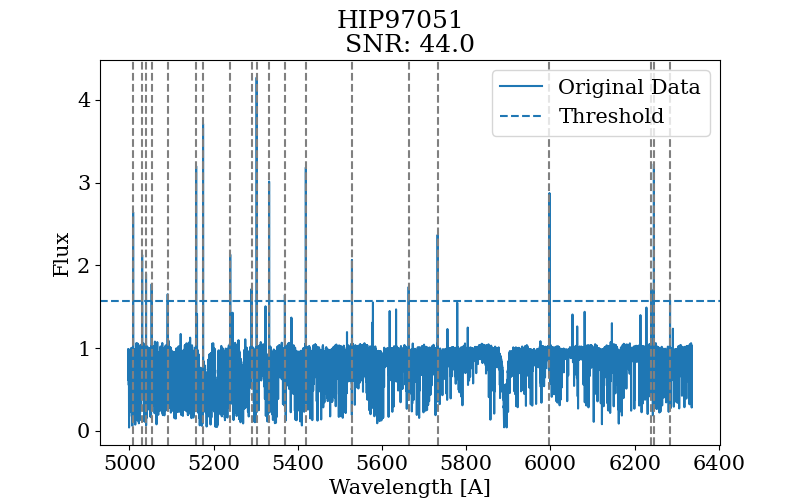 HIP97051
SNR: 44.0
Original Data
Threshold
4
3
2
1
0
Flux
5000 5200 5400 5600 5800 6000 6200 6400
Wavelength [A]